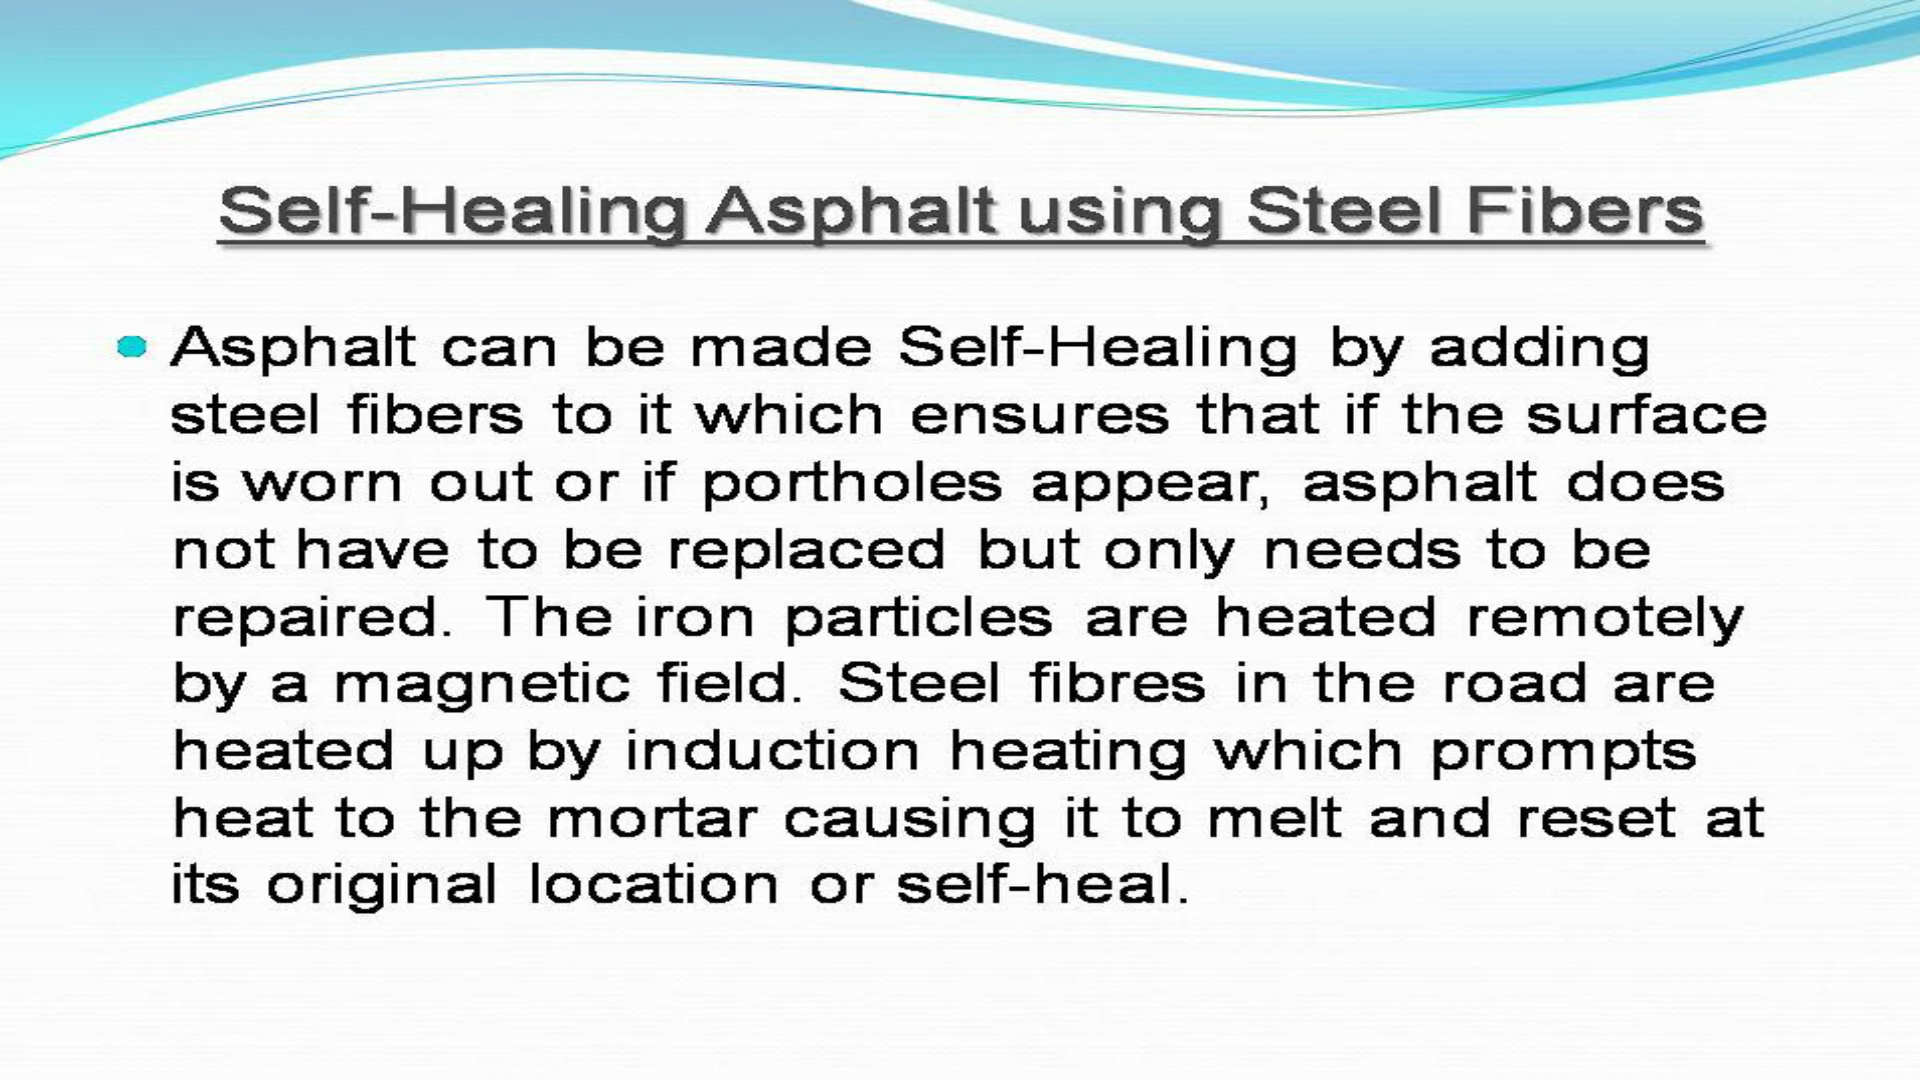 Self-Healing Asphalt using Steel Fibers
Asphalt can be made Self-Healing by adding
steel fibers to it which ensures that if the surface
is worn out or if portholes appear, asphalt does
not have to be replaced but only needs to be
repaired. The iron particles are heated remotely
by a magnetic field. Steel fibres in the road are
heated up by induction heating which prompts
heat to the mortar causing it to melt and reset at
its original location or self-heal.